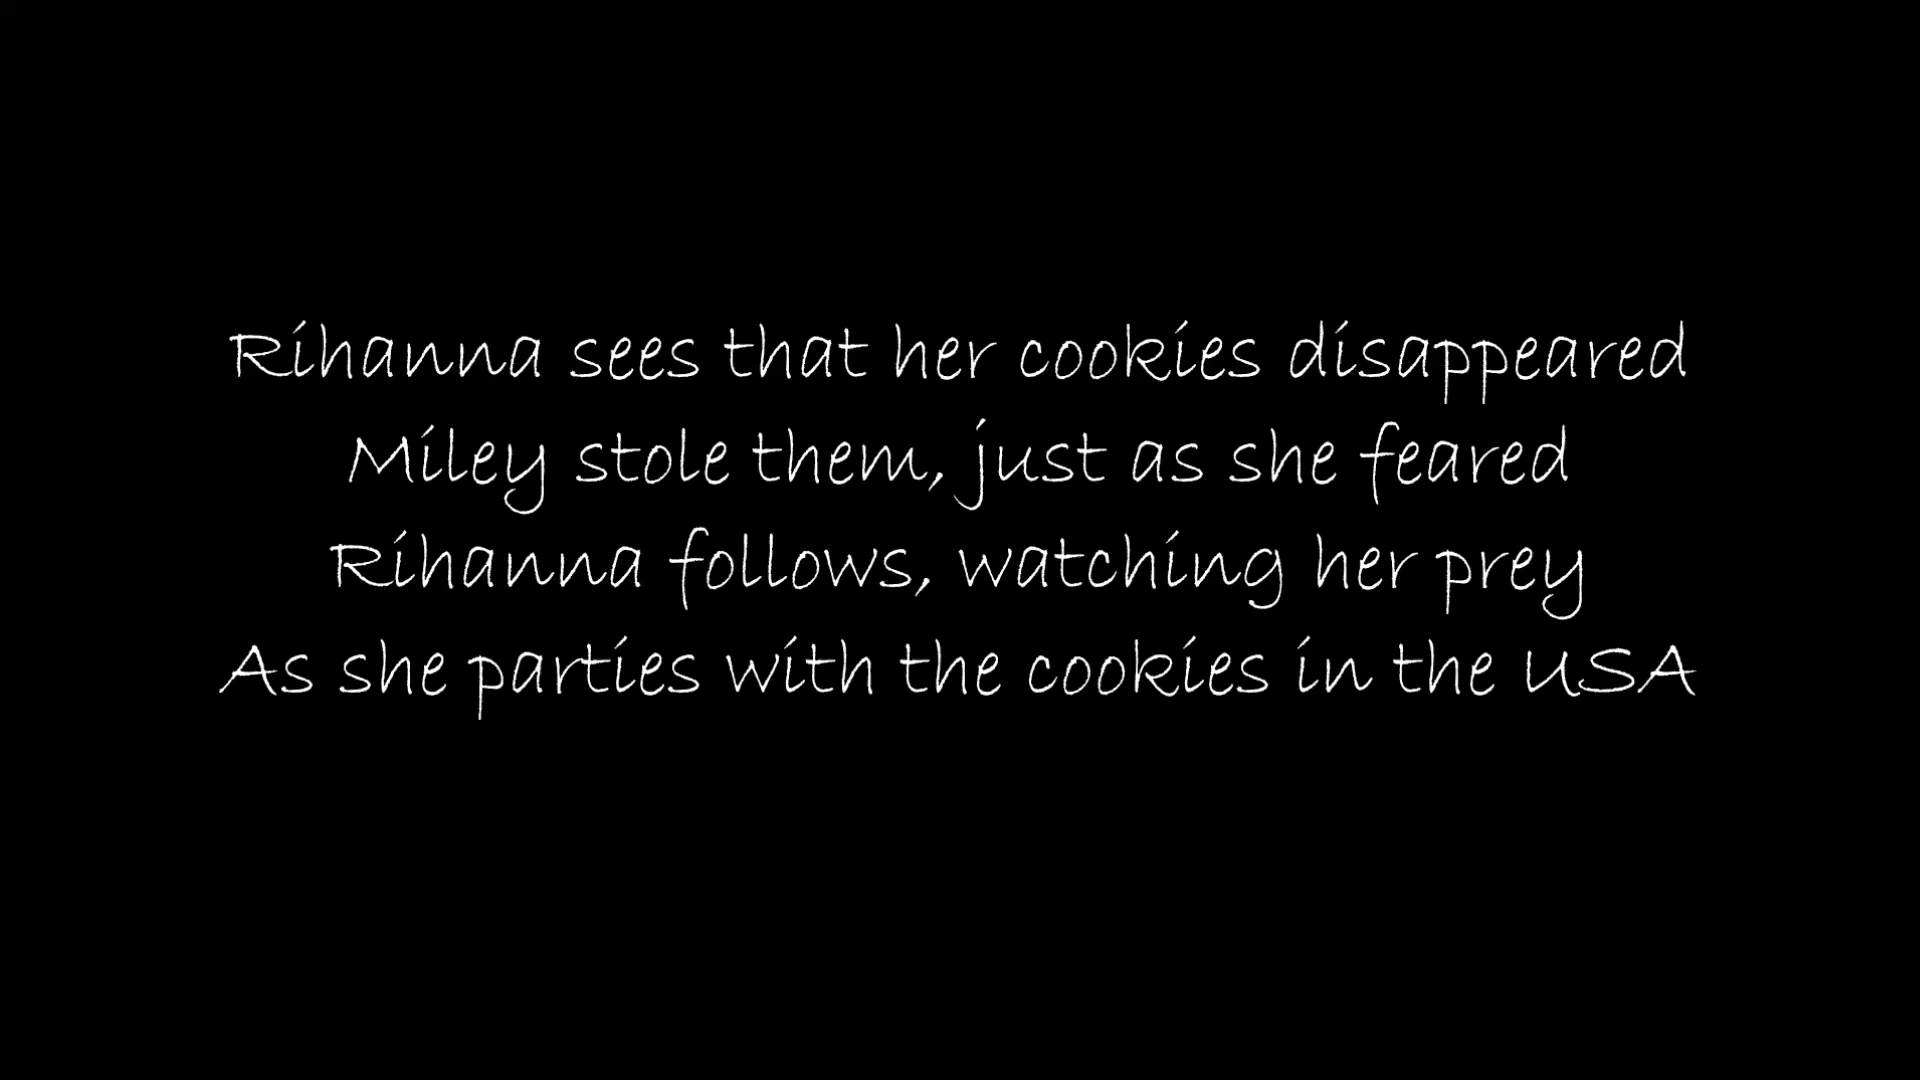 Rihanna sees that her cookies disappeared
Miley stole them, just as she feared
Rihanna follows, watching her prey
As she parties with the cookies in the USA